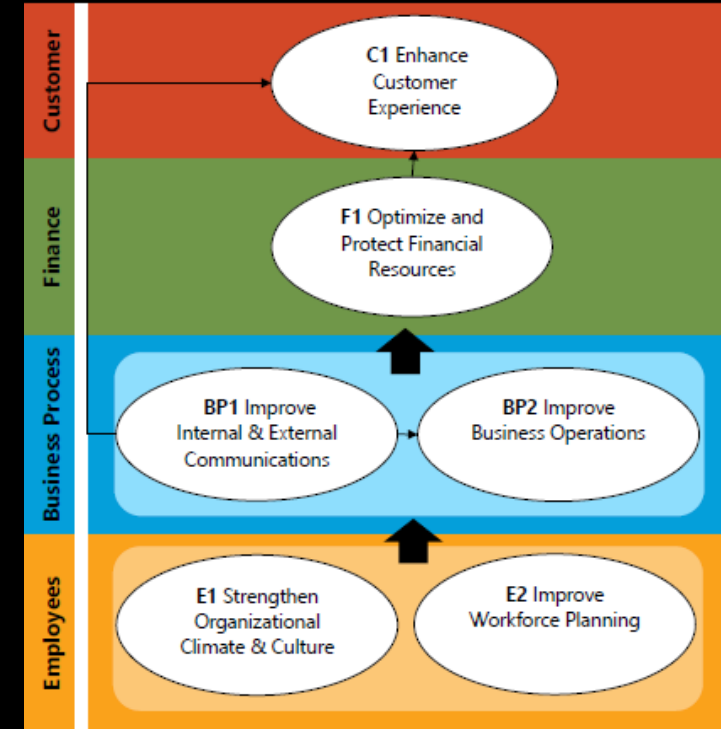 Customer
C1 Enhance
Customer
Experience
Finance
F1 Optimize and
Protect Financial
Resources
Business Process
BP1 Improve
Internal & External
Communications
BP2 Improve
Business Operations
Employees
E1 Strengthen
Organizational
Climate & Culture
E2 Improve
Workforce Planning